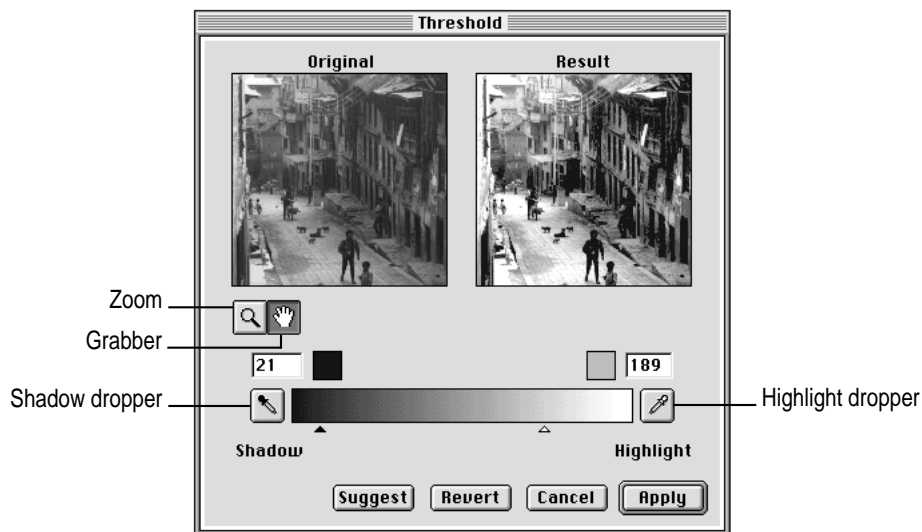 Threshold
Original
Result
Zoom
Grabber
21
189
Shadow dropper
Highlight dropper
Shadow
Highlight
Suggest
Revert
Cancel
Apply